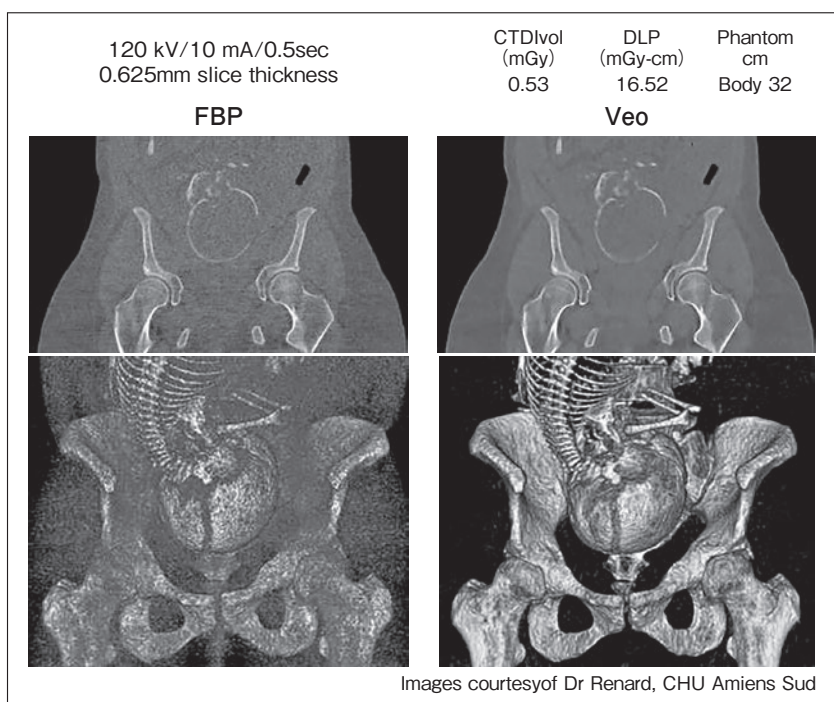 120 kV/10 mA/0.5sec
0.625mm slice thickness
CTDIvol DLP Phantom
(mGy) (mGy-cm) cm
0.53 16.52 Body 32
FBP Veo
Images courtesyof Dr Renard, CHU Amiens Sud